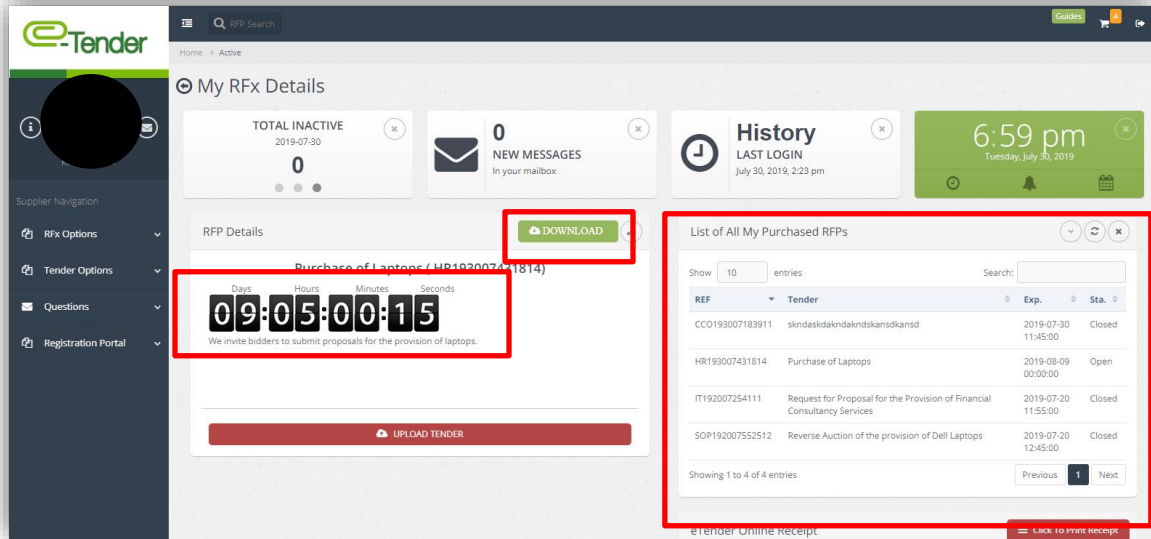 e-Tender
RFP Search
Guides
4
Home > Active
My RFx Details
TOTAL INACTIVE
2019-07-30
0
0
NEW MESSAGES
In your mailbox
History
LAST LOGIN
July 30, 2019, 2:23 pm
6:59 pm
Tuesday, July 30, 2019
Supplier Navigation
RFx Options
Tender Options
Questions
Registration Portal
RFP Details
DOWNLOAD
Purchase of Laptops ( HR193007431814)
Days Hours Minutes Seconds
09:05:00:15
We invite bidders to submit proposals for the provision of laptops.
UPLOAD TENDER
List of All My Purchased RFPs
Show 10 entries Search:
REF Tender Exp. Sta.
CCO193007183911 skndaskdakndakndskansdkansd 2019-07-30 Closed
11:45:00
HR193007431814 Purchase of Laptops 2019-08-09 Open
00:00:00
IT192007254111 Request for Proposal for the Provision of Financial 2019-07-20 Closed
Consultancy Services 11:55:00
SOP192007552512 Reverse Auction of the provision of Dell Laptops 2019-07-20 Closed
12:45:00
Showing 1 to 4 of 4 entries
Previous 1 Next
eTender Online Receipt
Click To Print Receipt